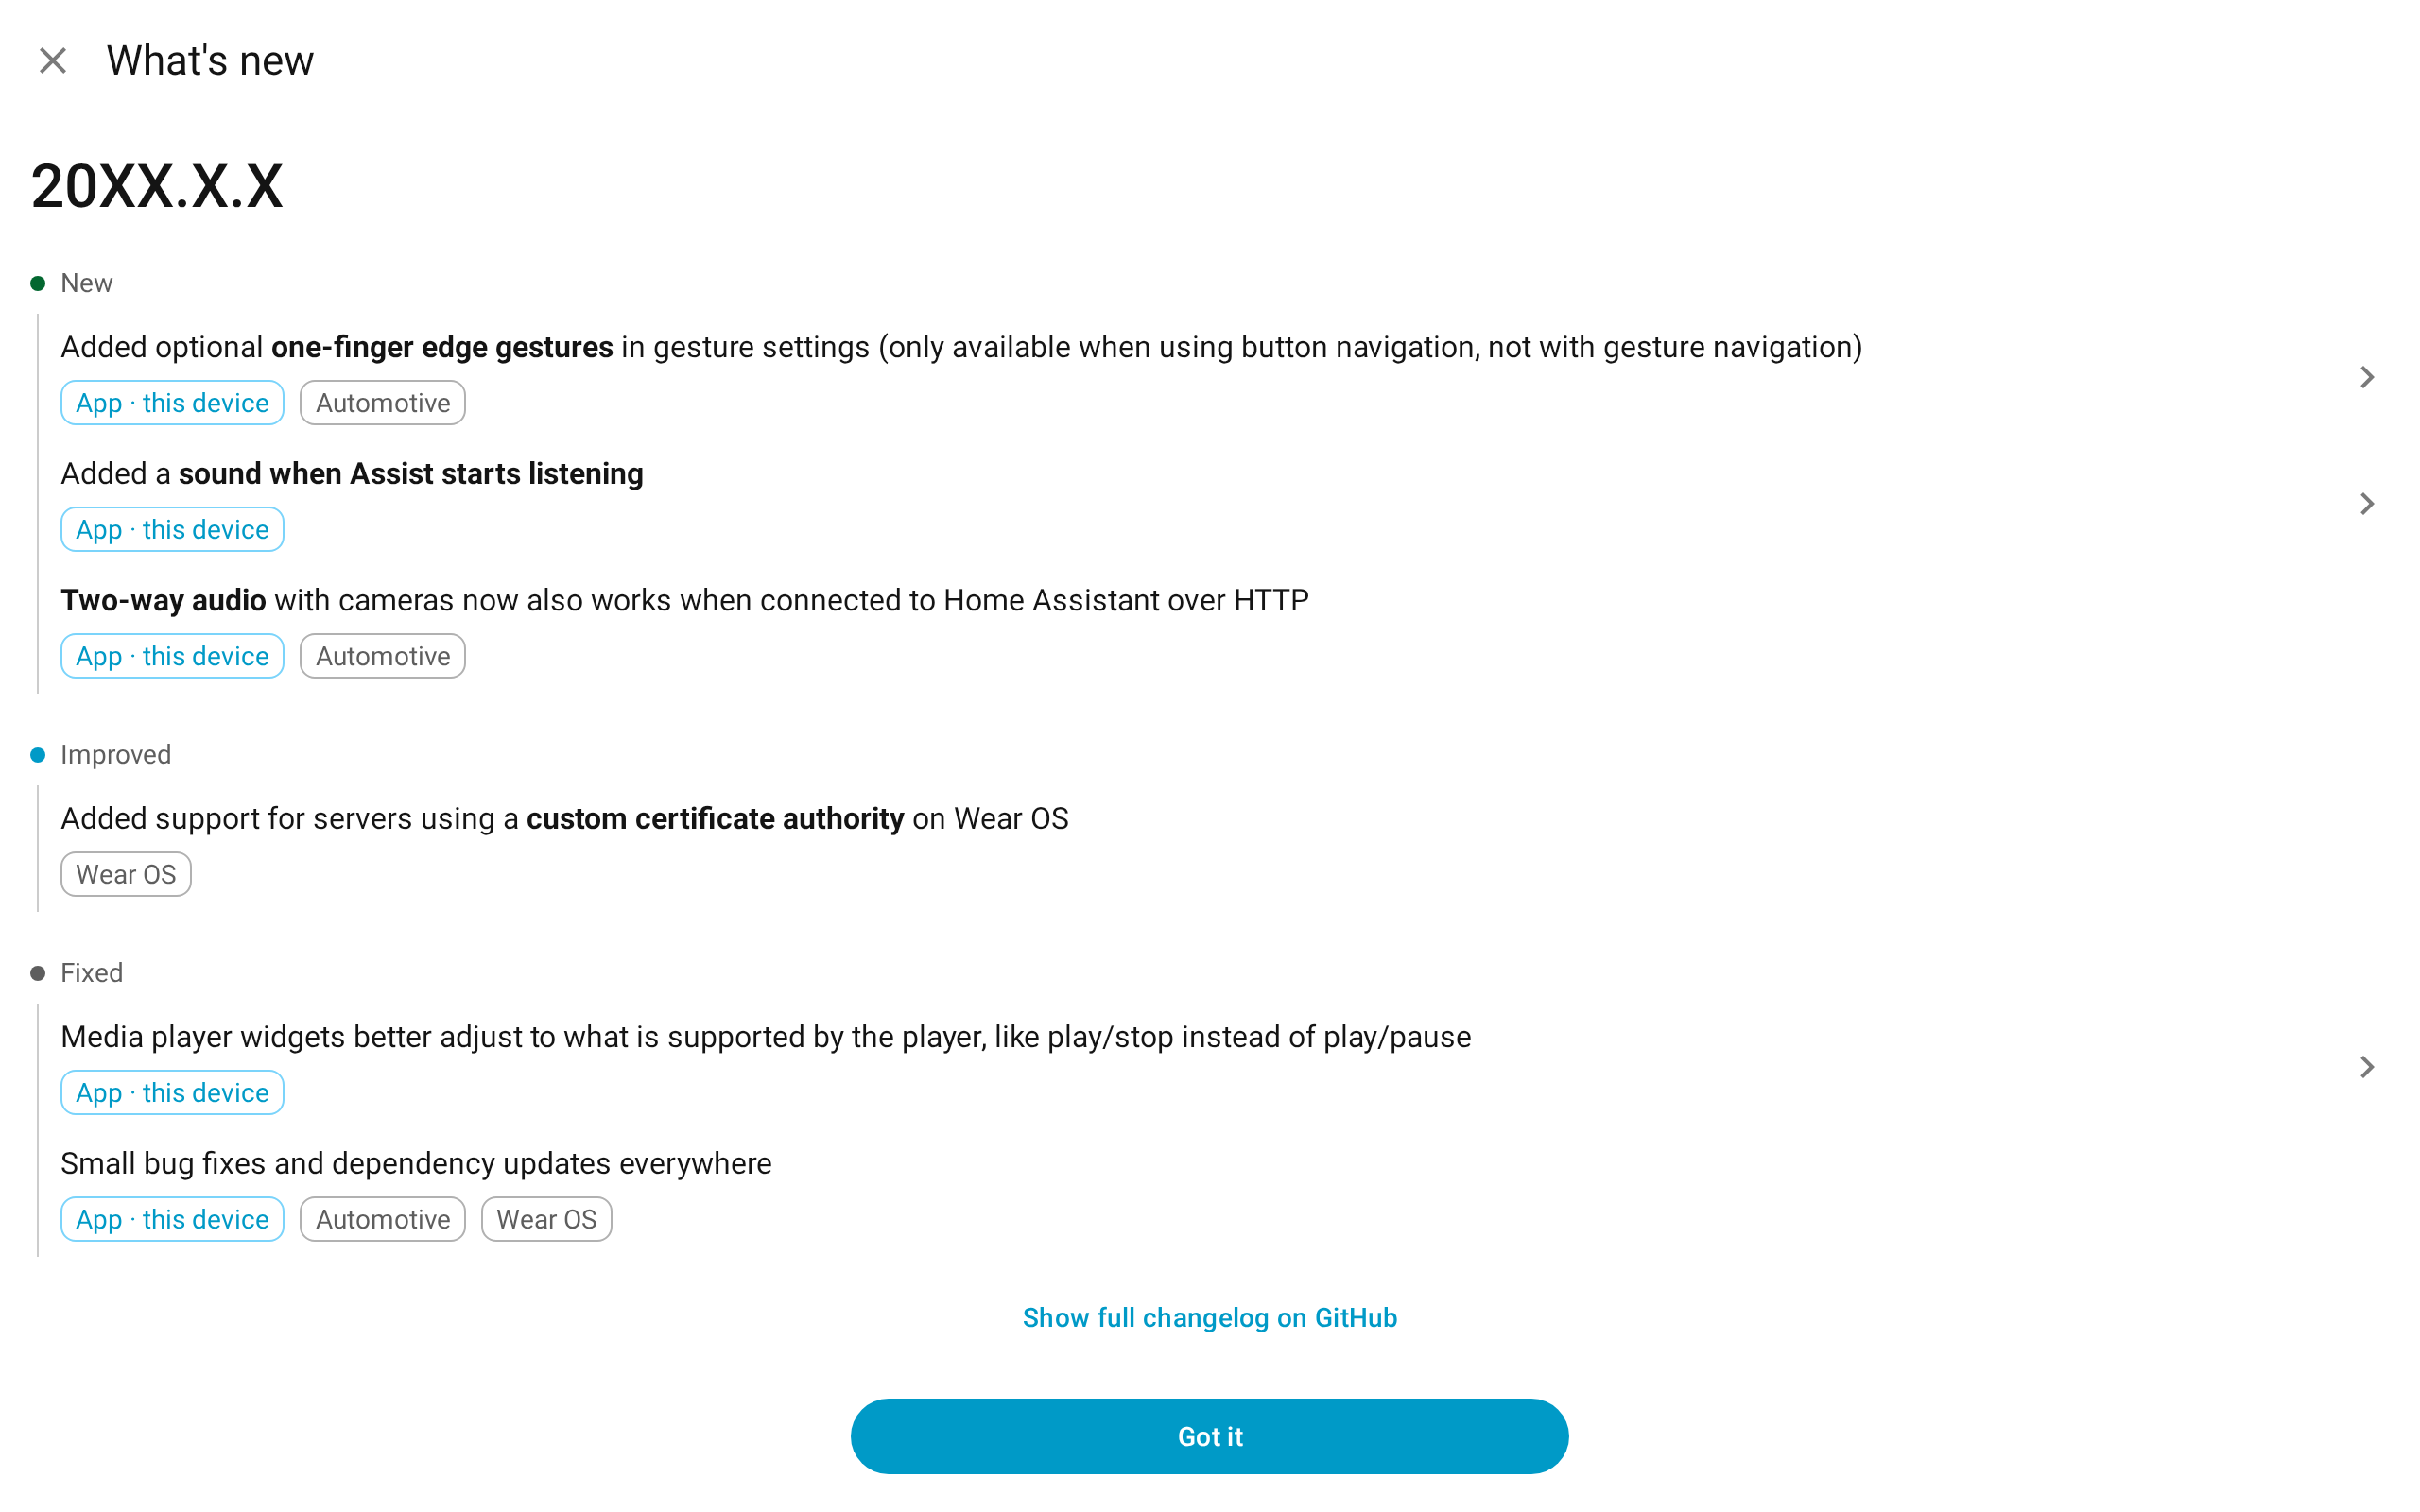 What's new
20XX.X.X
New
Added optional one-finger edge gestures in gesture settings (only available when using button navigation, not with gesture navigation)
App · this device Automotive
Added a sound when Assist starts listening
App · this device
Two-way audio with cameras now also works when connected to Home Assistant over HTTP
App · this device Automotive
Improved
Added support for servers using a custom certificate authority on Wear OS
Wear OS
Fixed
Media player widgets better adjust to what is supported by the player, like play/stop instead of play/pause
App · this device
Small bug fixes and dependency updates everywhere
App · this device Automotive Wear OS
Show full changelog on GitHub
Got it